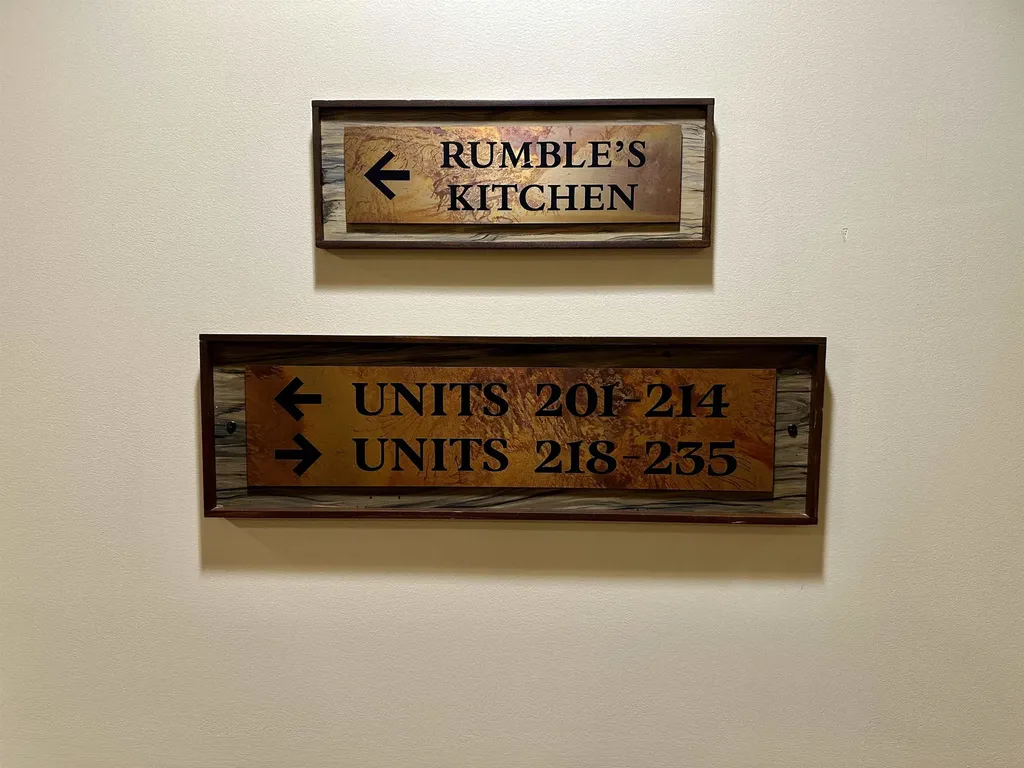 ← RUMBLE'S
KITCHEN
← UNITS 201-214
→ UNITS 218-235